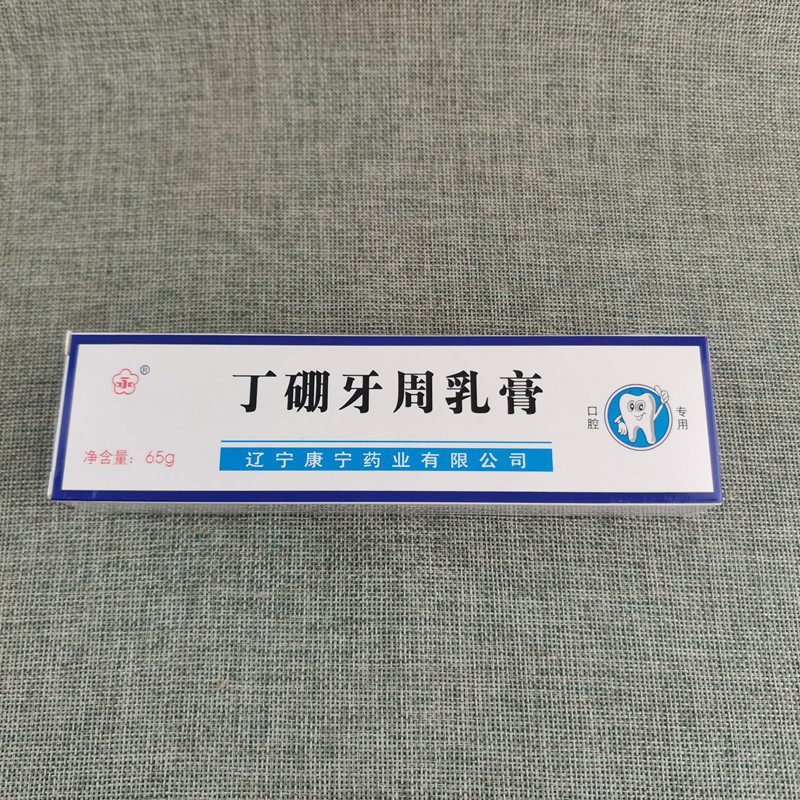 丁硼牙周乳膏
净含量：65g
辽宁康宁药业有限公司
口腔
专用
®